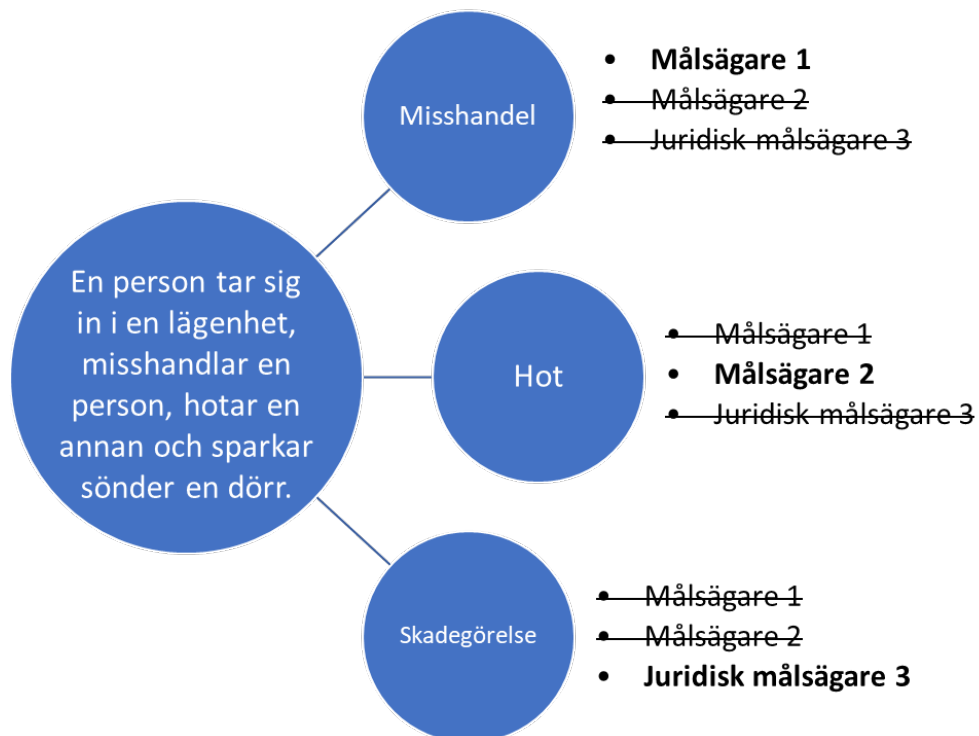 En person tar sig
in i en lägenhet,
misshandlar en
person, hotar en
annan och sparkar
sönder en dörr.
Misshandel
• Målsägare 1
• Målsägare 2
• Juridisk målsägare 3
Hot
• Målsägare 1
• Målsägare 2
• Juridisk målsägare 3
Skadegörelse
• Målsägare 1
• Målsägare 2
• Juridisk målsägare 3